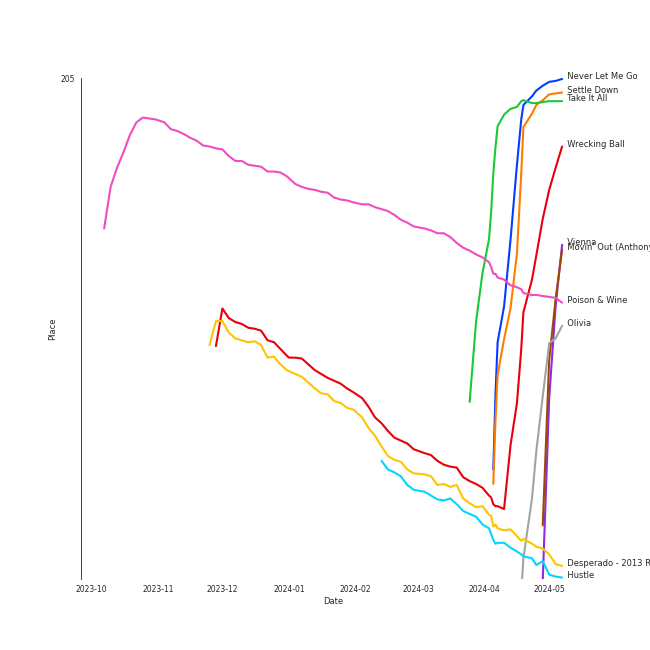 205
Never Let Me Go
Settle Down
Take It All
Wrecking Ball
Vienna
Movin' Out (Anthony
Poison & Wine
Olivia
Place
Desperado - 2013 R
Hustle
2023-10 2023-11 2023-12 2024-01 2024-02 2024-03 2024-04 2024-05
Date